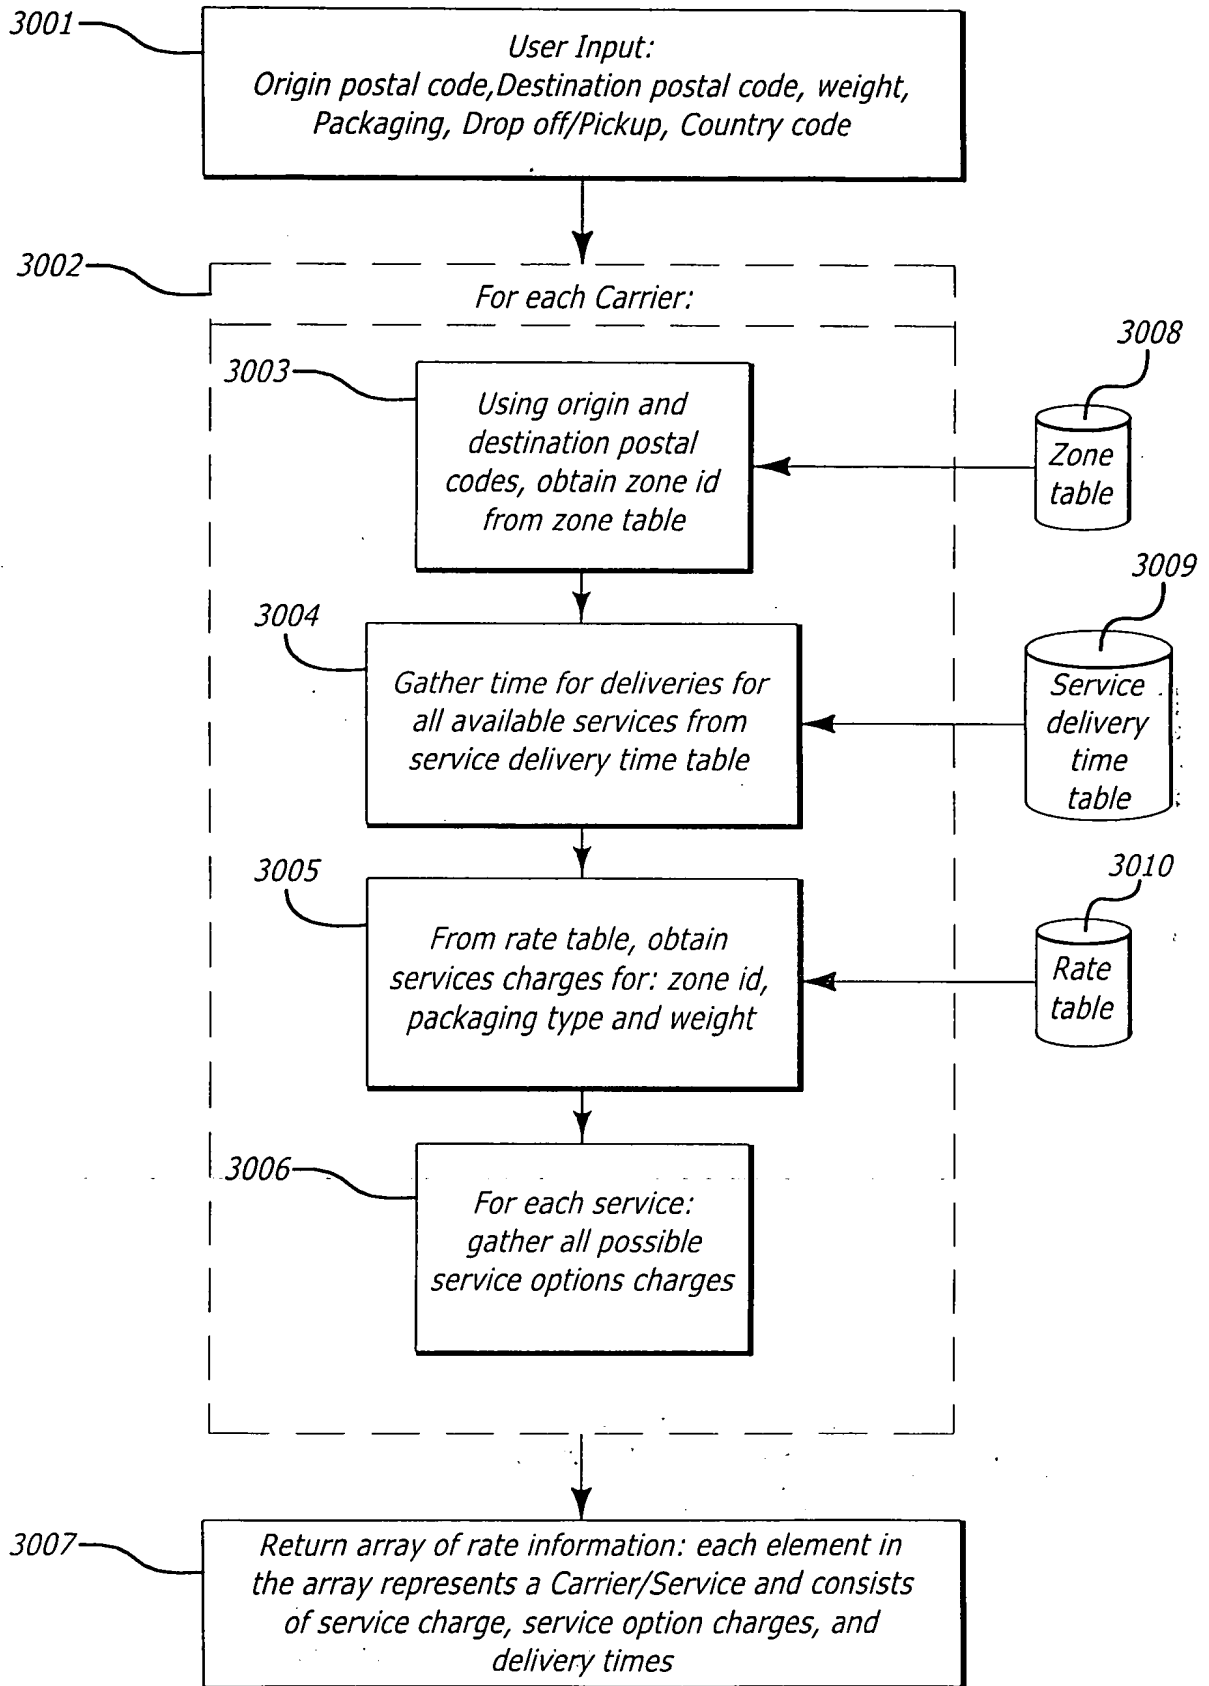 3001
User Input:
Origin postal code,Destination postal code, weight,
Packaging, Drop off/Pickup, Country code
3002
For each Carrier:
3003
Using origin and
destination postal
codes, obtain zone id
from zone table
3008
Zone
table
3004
Gather time for deliveries for
all available services from
service delivery time table
3009
Service
delivery
time
table
3005
From rate table, obtain
services charges for: zone id,
packaging type and weight
3010
Rate
table
3006
For each service:
gather all possible
service options charges
3007
Return array of rate information: each element in
the array represents a Carrier/Service and consists
of service charge, service option charges, and
delivery times